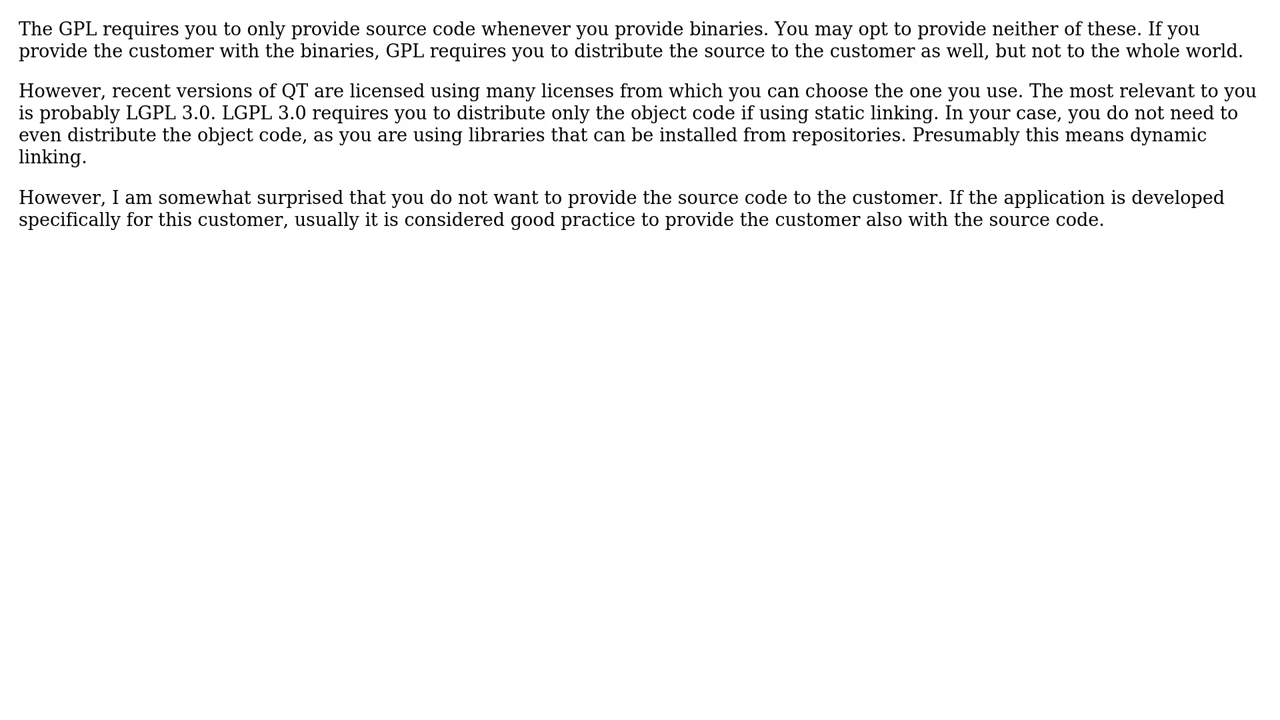 The GPL requires you to only provide source code whenever you provide binaries. You may opt to provide neither of these. If you
provide the customer with the binaries, GPL requires you to distribute the source to the customer as well, but not to the whole world.
However, recent versions of QT are licensed using many licenses from which you can choose the one you use. The most relevant to you
is probably LGPL 3.0. LGPL 3.0 requires you to distribute only the object code if using static linking. In your case, you do not need to
even distribute the object code, as you are using libraries that can be installed from repositories. Presumably this means dynamic
linking.
However, I am somewhat surprised that you do not want to provide the source code to the customer. If the application is developed
specifically for this customer, usually it is considered good practice to provide the customer also with the source code.